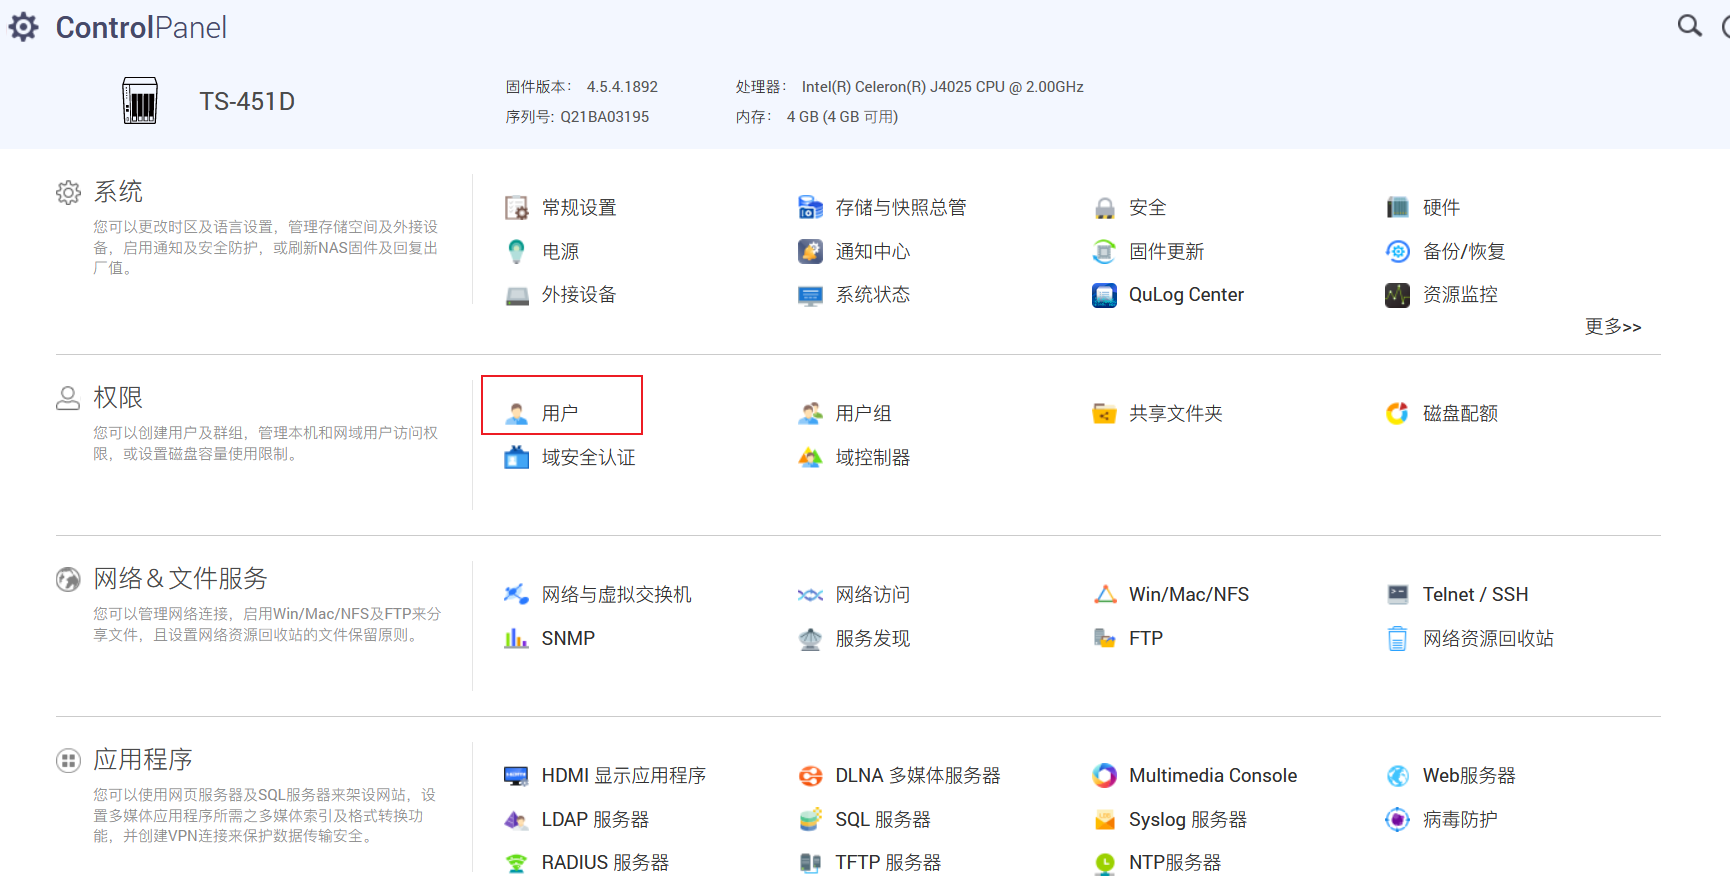 ControlPanel
TS-451D
固件版本： 4.5.4.1892
处理器： Intel(R) Celeron(R) J4025 CPU @ 2.00GHz
序列号: Q21BA03195
内存： 4 GB (4 GB 可用)
系统
您可以更改时区及语言设置，管理存储空间及外接设
备，启用通知及安全防护，或刷新NAS固件及回复出
厂值。
常规设置 存储与快照总管 安全 硬件
电源 通知中心 固件更新 备份/恢复
外接设备 系统状态 QuLog Center 资源监控
更多>>
权限
您可以创建用户及群组，管理本机和网域用户访问权
限，或设置磁盘容量使用限制。
用户 用户组 共享文件夹 磁盘配额
域安全认证 域控制器
网络＆文件服务
您可以管理网络连接，启用Win/Mac/NFS及FTP来分
享文件，且设置网络资源回收站的文件保留原则。
网络与虚拟交换机 网络访问 Win/Mac/NFS Telnet / SSH
SNMP 服务发现 FTP 网络资源回收站
应用程序
您可以使用网页服务器及SQL服务器来架设网站，设
置多媒体应用程序所需之多媒体索引及格式转换功
能，并创建VPN连接来保护数据传输安全。
HDMI 显示应用程序 DLNA 多媒体服务器 Multimedia Console Web服务器
LDAP 服务器 SQL 服务器 Syslog 服务器 病毒防护
RADIUS 服务器 TFTP 服务器 NTP服务器